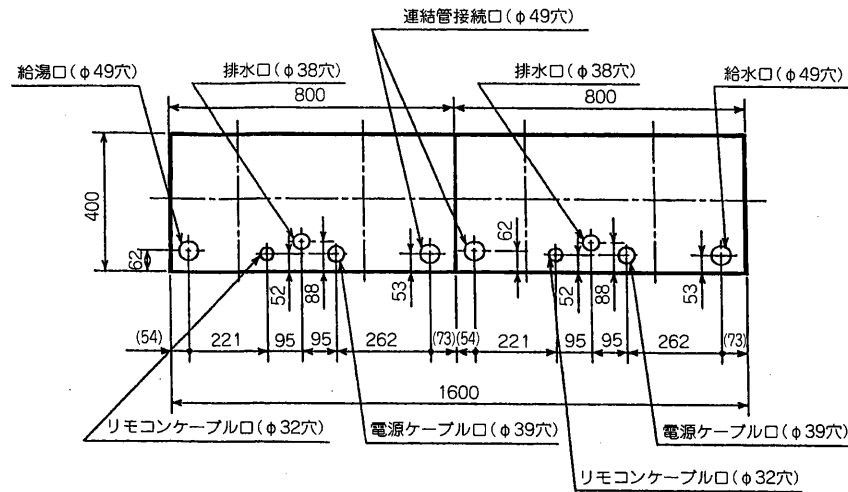 連結管接続口(φ49穴)
給湯口(φ49穴)
排水口(φ38穴)
排水口(φ38穴)
給水口(φ49穴)
800
800
400
62
62
52
88
53
52
88
53
(54)
221
95
95
262
(73)
(54)
221
95
95
262
(73)
1600
リモコンケーブル口(φ32穴)
電源ケーブル口(φ39穴)
電源ケーブル口(φ39穴)
リモコンケーブル口(φ32穴)